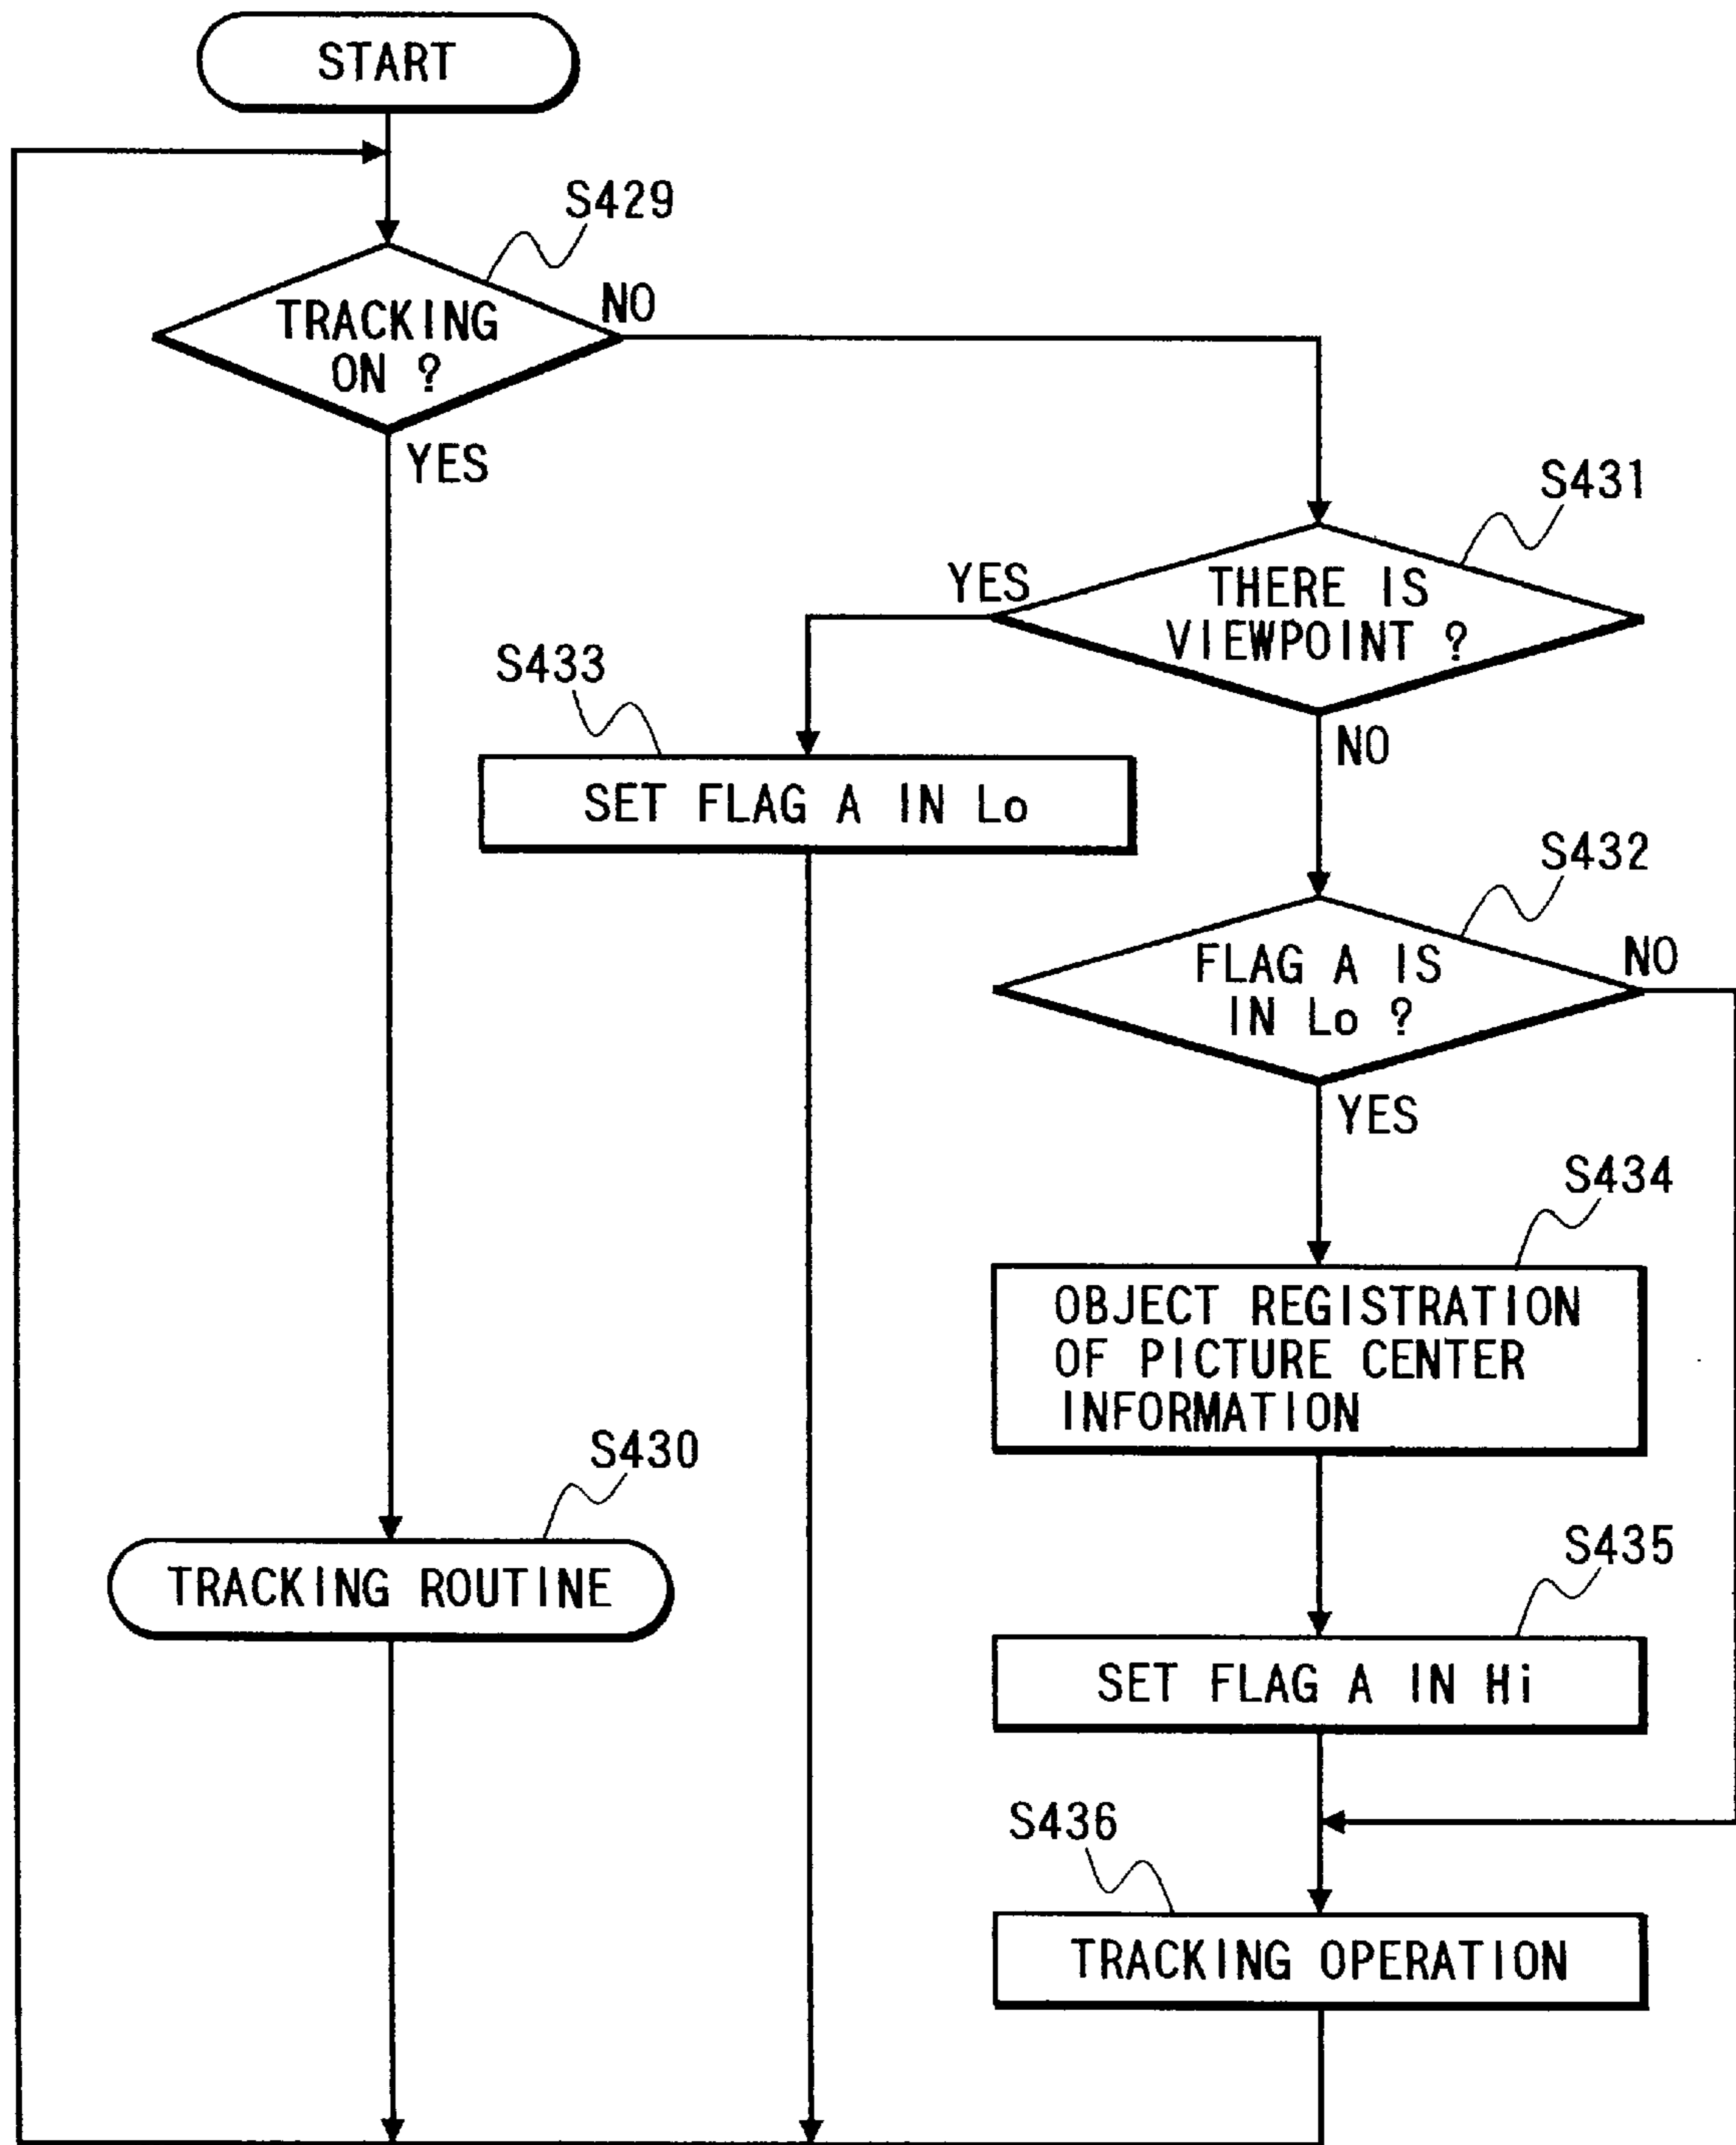 START
S429
TRACKING
ON ?
NO
YES
S431
THERE IS
VIEWPOINT ?
YES
NO
S433
SET FLAG A IN Lo
S432
FLAG A IS
IN Lo ?
NO
YES
S434
OBJECT REGISTRATION
OF PICTURE CENTER
INFORMATION
S430
TRACKING ROUTINE
S435
SET FLAG A IN Hi
S436
TRACKING OPERATION